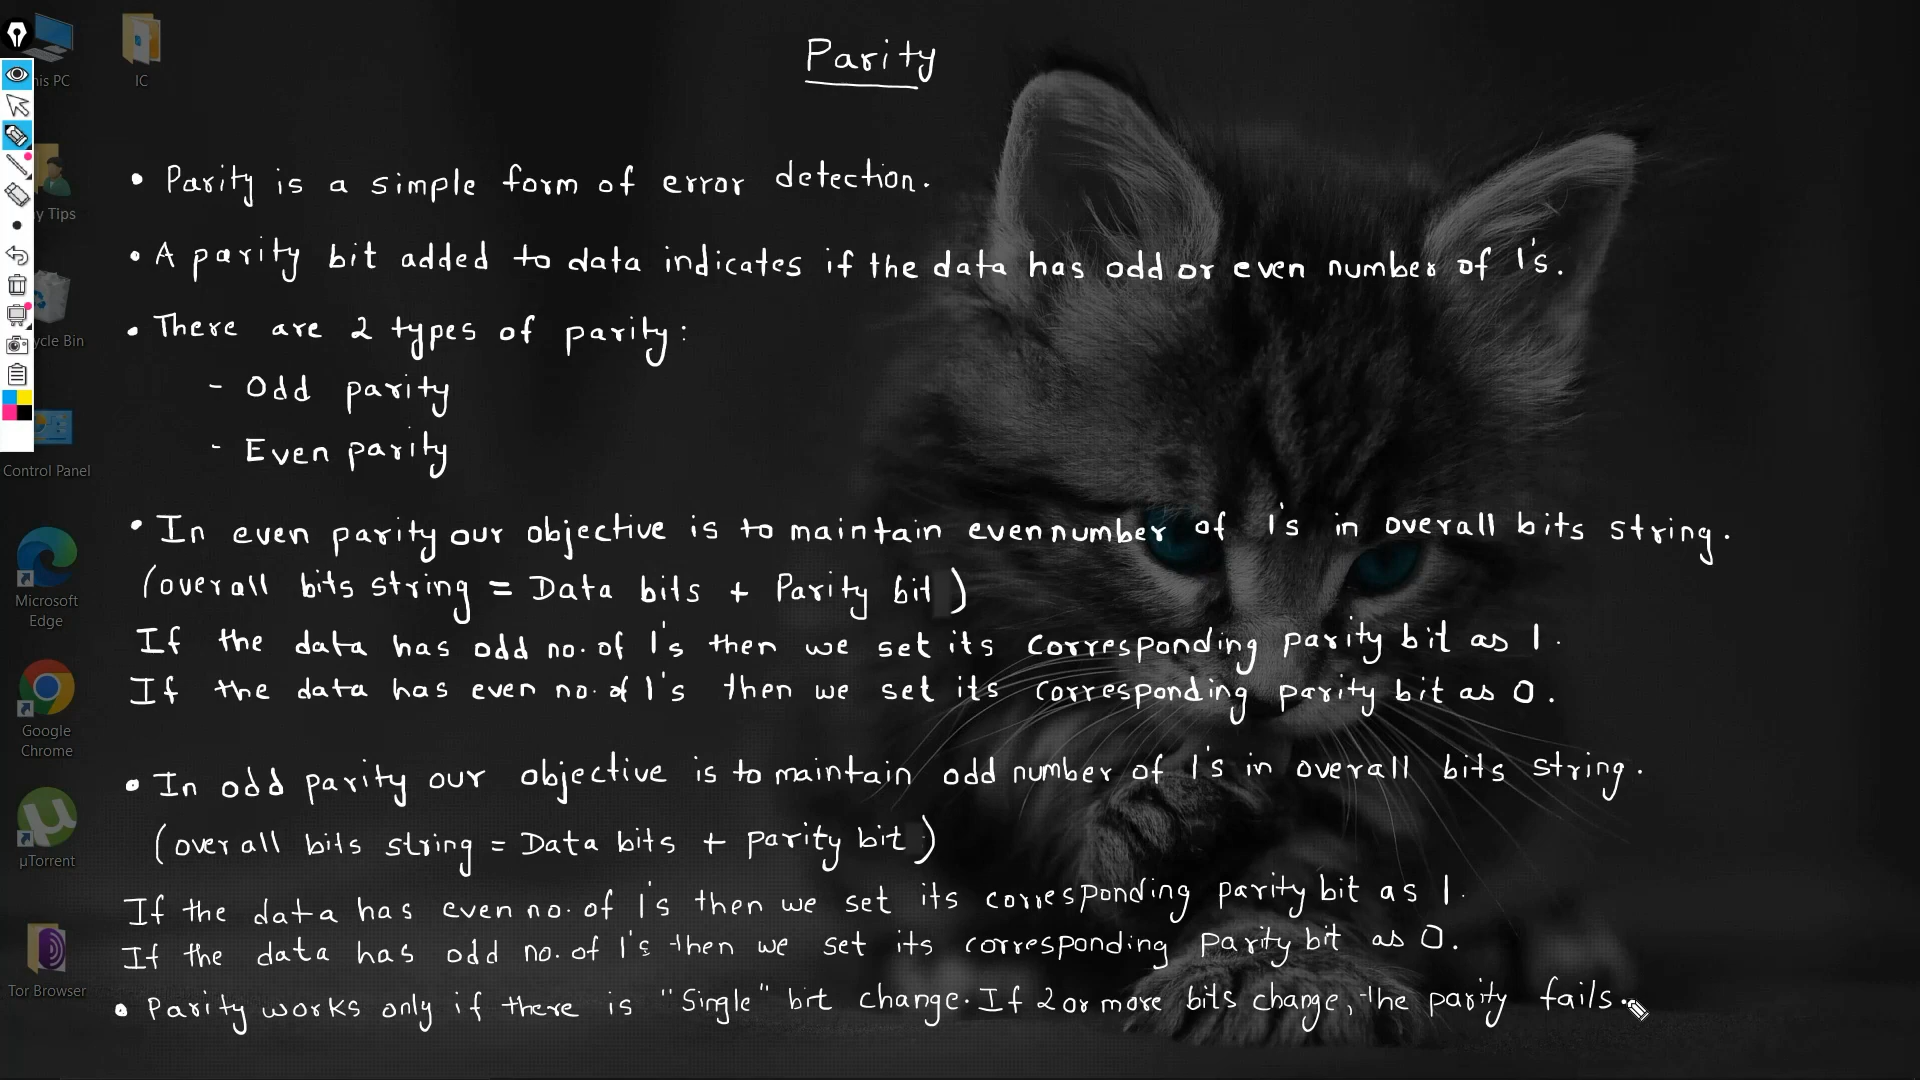 Parity
This PC
IC
• Parity is a simple form of error detection.
• A parity bit added to data indicates if the data has odd or even number of 1's.
• There are 2 types of parity:
- Odd parity
- Even parity
• In even parity our objective is to maintain even number of 1's in overall bits string.
(overall bits string = Data bits + Parity bit)
If the data has odd no. of 1's then we set its corresponding parity bit as 1.
If the data has even no. of 1's then we set its corresponding parity bit as 0.
• In odd parity our objective is to maintain odd number of 1's in overall bits string.
(overall bits string = Data bits + parity bit)
If the data has even no. of 1's then we set its corresponding parity bit as 1.
If the data has odd no. of 1's then we set its corresponding parity bit as 0.
• Parity works only if there is "Single" bit change. If 2 or more bits change, the parity fails.
y Tips
ycle Bin
Control Panel
Microsoft
Edge
Google
Chrome
µTorrent
Tor Browser